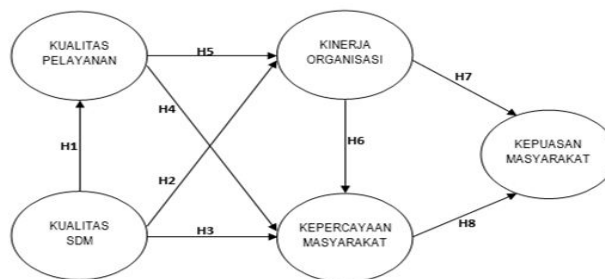 KUALITAS
PELAYANAN
H5
KINERJA
ORGANISASI
H7
H4
H6
H1
H2
KEPUASAN
MASYARAKAT
KUALITAS
SDM
H3
KEPERCAYAAN
MASYARAKAT
H8